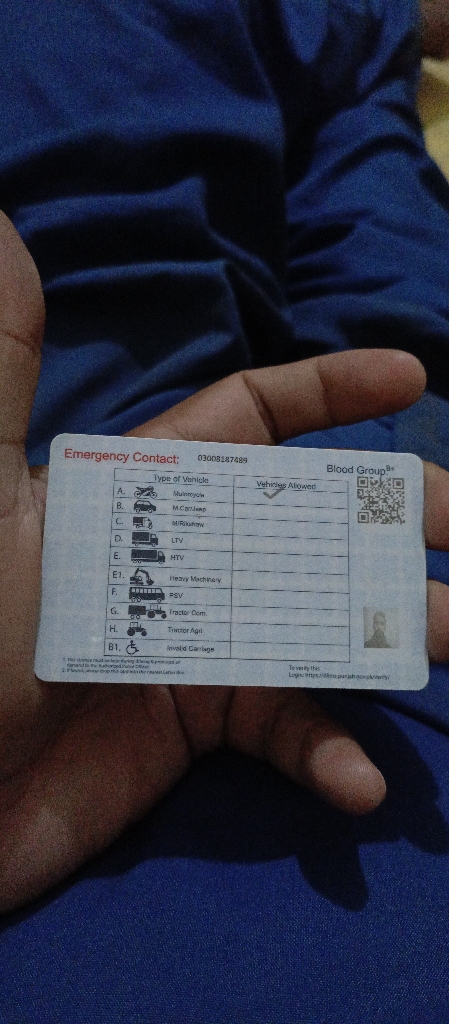 Emergency Contact: 03008187489
Blood Group B+
Type of Vehicle Vehicles Allowed
A. Motorcycle
B. M.Car/Jeep
C. M/Rikshaw
D. LTV
E. HTV
E1. Heavy Machinery
F. PSV
G. Tractor Com.
H. Tractor Agri.
B1. Invalid Carriage
To verify this